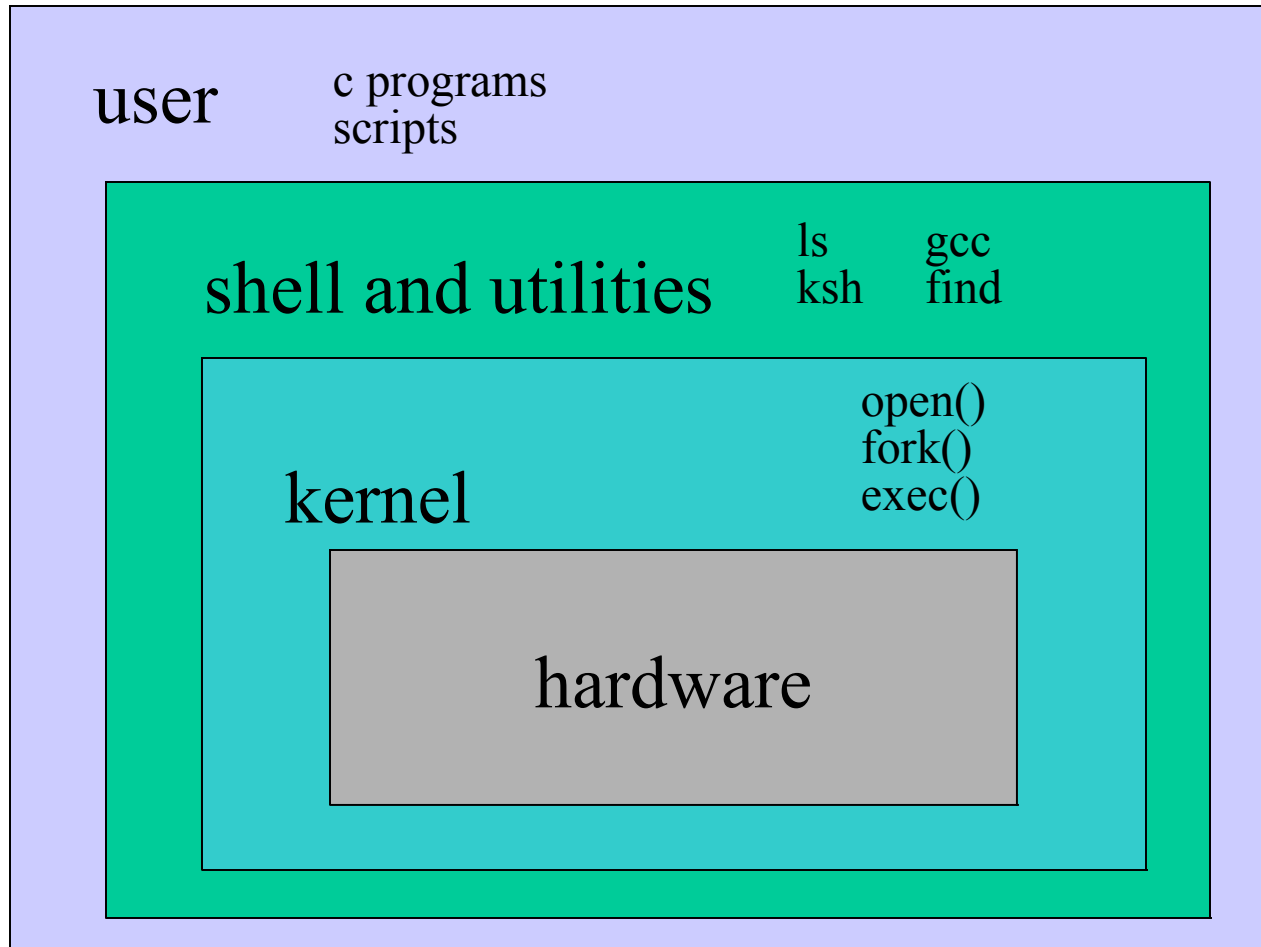 user
c programs
scripts
shell and utilities
ls gcc
ksh find
kernel
open()
fork()
exec()
hardware